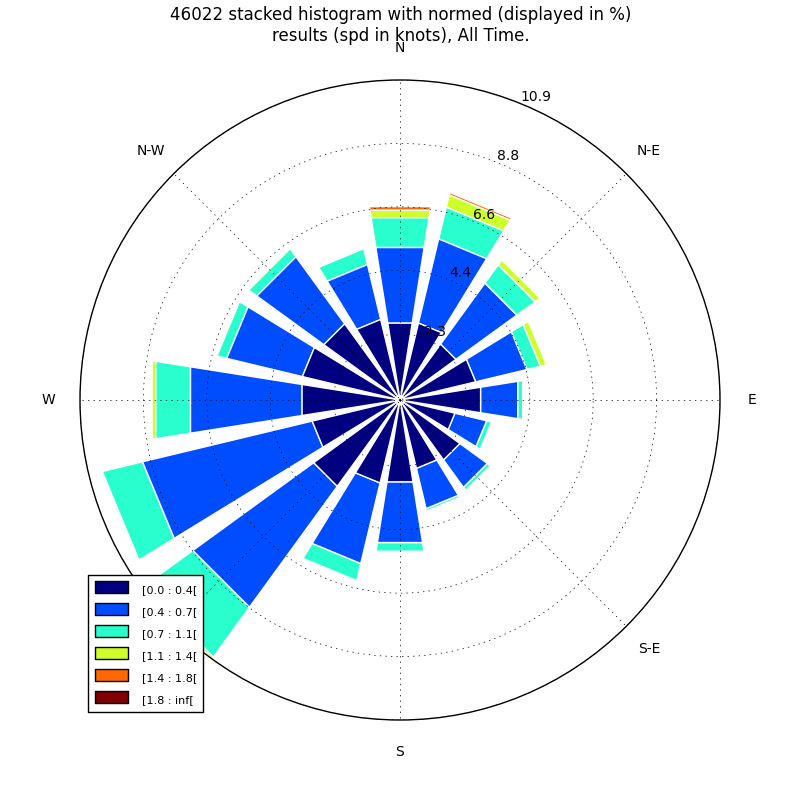 46022 stacked histogram with normed (displayed in %)
results (spd in knots), All Time.
N
10.9
N-W
N-E
8.8
6.6
4.4
2.3
W
E
[0.0 : 0.4[
[0.4 : 0.7[
[0.7 : 1.1[
[1.1 : 1.4[
[1.4 : 1.8[
[1.8 : inf[
S-E
S